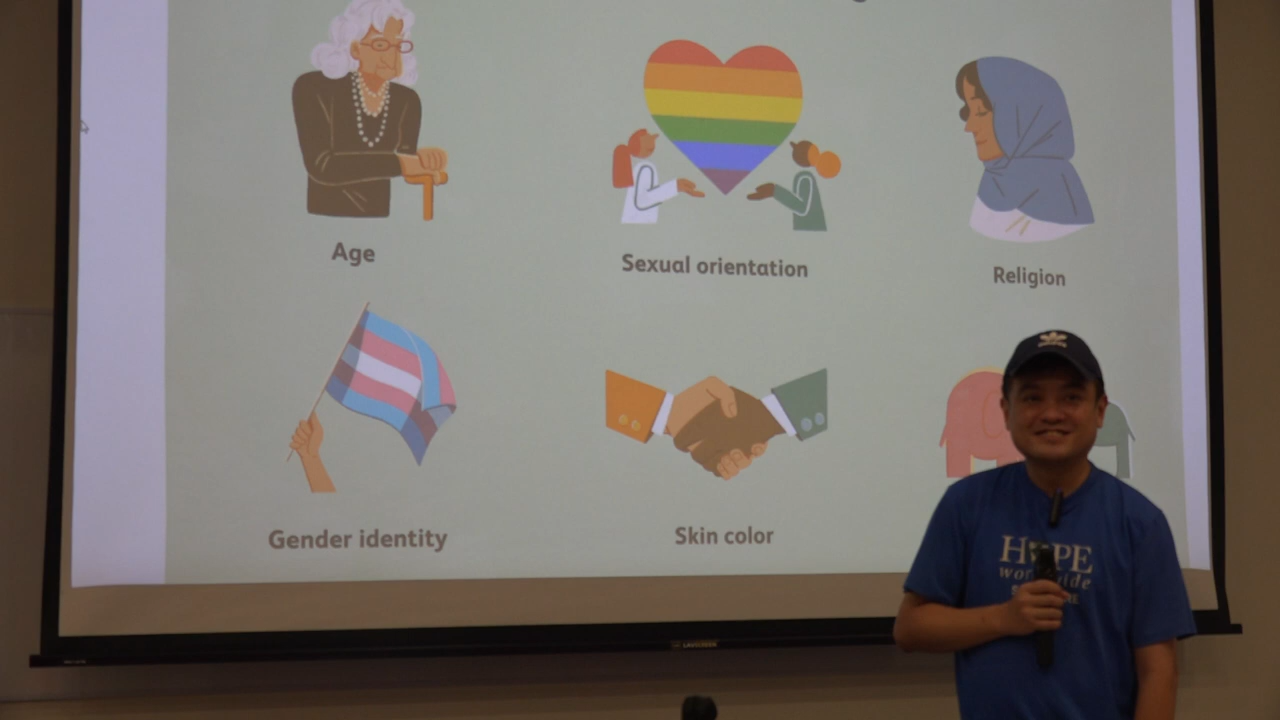 Age
Sexual orientation
Religion
Gender identity
Skin color
HOPE
worldwide